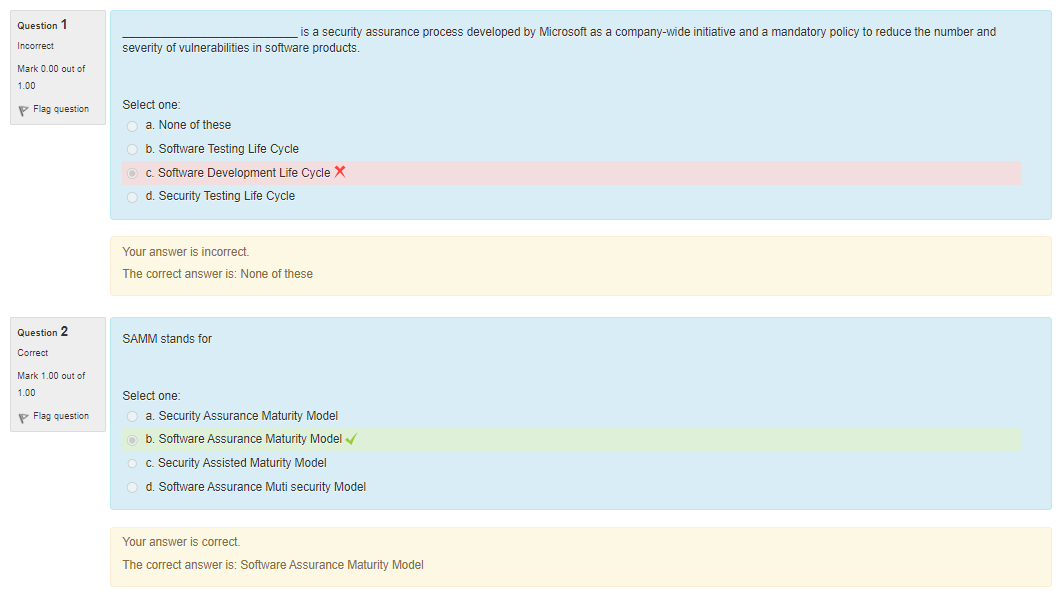 Question 1
Incorrect
Mark 0.00 out of
1.00
Flag question
___________________________ is a security assurance process developed by Microsoft as a company-wide initiative and a mandatory policy to reduce the number and
severity of vulnerabilities in software products.
Select one:
a. None of these
b. Software Testing Life Cycle
c. Software Development Life Cycle
d. Security Testing Life Cycle
Your answer is incorrect.
The correct answer is: None of these
Question 2
Correct
Mark 1.00 out of
1.00
Flag question
SAMM stands for
Select one:
a. Security Assurance Maturity Model
b. Software Assurance Maturity Model
c. Security Assisted Maturity Model
d. Software Assurance Muti security Model
Your answer is correct.
The correct answer is: Software Assurance Maturity Model